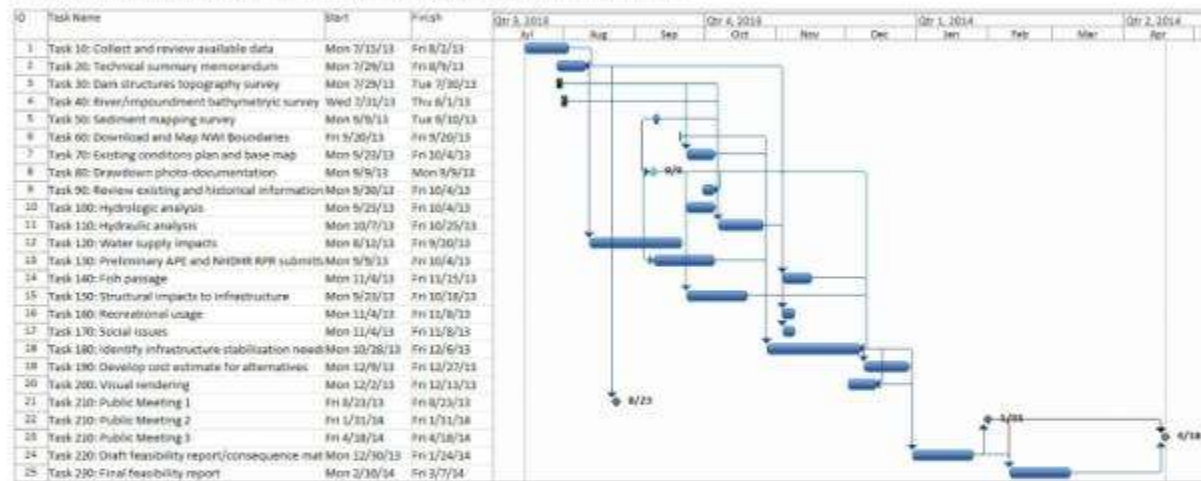 ID Task Name Start Finish Qtr 3, 2013 Qtr 4, 2013 Qtr 1, 2014 Qtr 2, 2014
Jul Aug Sep Oct Nov Dec Jan Feb Mar Apr
1 Task 10: Collect and review available data Mon 7/15/13 Fri 8/2/13
2 Task 20: Technical summary memorandum Mon 7/29/13 Fri 8/9/13
3 Task 30: Dam structures topography survey Mon 7/29/13 Tue 7/30/13
4 Task 40: River/impoundment bathymetryic survey Wed 7/31/13 Thu 8/1/13
5 Task 50: Sediment mapping survey Mon 9/9/13 Tue 9/10/13
6 Task 60: Download and Map NWI Boundaries Fri 9/20/13 Fri 9/20/13
7 Task 70: Existing conditons plan and base map Mon 9/23/13 Fri 10/4/13
8 Task 80: Drawdown photo-documentation Mon 9/9/13 Mon 9/9/13 9/9
9 Task 90: Review existing and historical information Mon 9/30/13 Fri 10/4/13
10 Task 100: Hydrologic analysis Mon 9/23/13 Fri 10/4/13
11 Task 110: Hydraulic analysis Mon 10/7/13 Fri 10/25/13
12 Task 120: Water supply impacts Mon 8/12/13 Fri 9/20/13
13 Task 130: Preliminary APE and NHDHR RPR submitt Mon 9/9/13 Fri 10/4/13
14 Task 140: Fish passage Mon 11/4/13 Fri 11/15/13
15 Task 150: Structural impacts to infrastructure Mon 9/23/13 Fri 10/18/13
16 Task 160: Recreational usage Mon 11/4/13 Fri 11/8/13
17 Task 170: Social issues Mon 11/4/13 Fri 11/8/13
18 Task 180: Identify infrastructure stabilization need Mon 10/28/13 Fri 12/6/13
19 Task 190: Develop cost estimate for alternatives Mon 12/9/13 Fri 12/27/13
20 Task 200: Visual rendering Mon 12/2/13 Fri 12/13/13
21 Task 210: Public Meeting 1 Fri 8/23/13 Fri 8/23/13 8/23
22 Task 210: Public Meeting 2 Fri 1/31/14 Fri 1/31/14 1/31
23 Task 210: Public Meeting 3 Fri 4/18/14 Fri 4/18/14 4/18
24 Task 220: Draft feasibility report/consequence mat Mon 12/30/13 Fri 1/24/14
25 Task 230: Final feasibility report Mon 2/10/14 Fri 3/7/14